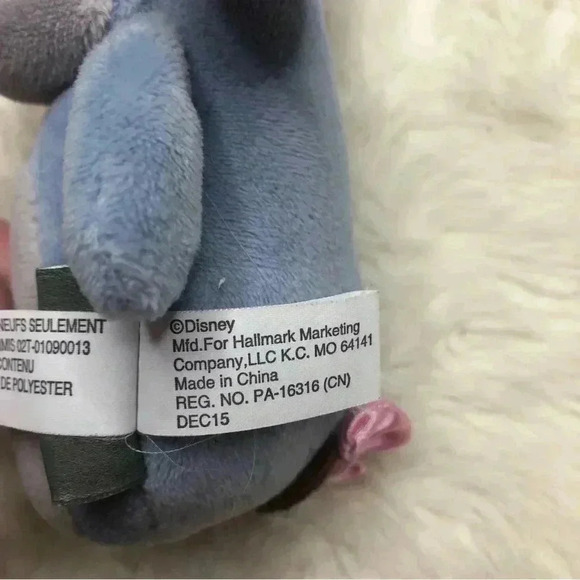 NEUFS SEULEMENT
02T-01090013
CONTENU
DE POLYESTER
©Disney
Mfd.For Hallmark Marketing
Company,LLC K.C. MO 64141
Made in China
REG. NO. PA-16316 (CN)
DEC15